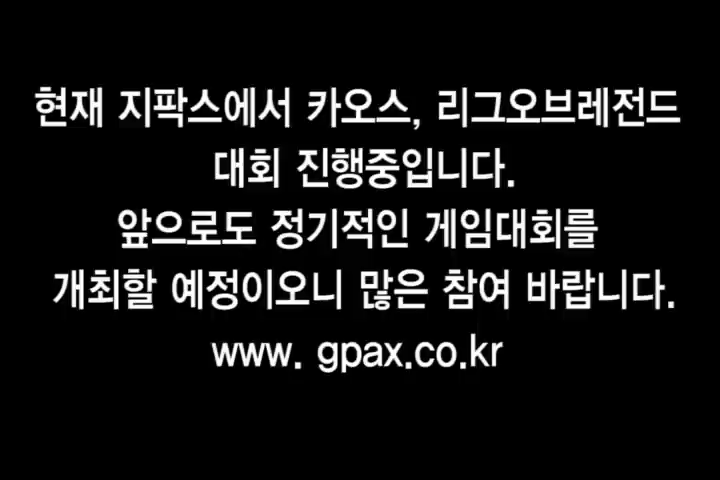 현재 지팍스에서 카오스, 리그오브레전드
대회 진행중입니다.
앞으로도 정기적인 게임대회를
개최할 예정이오니 많은 참여 바랍니다.
www. gpax.co.kr